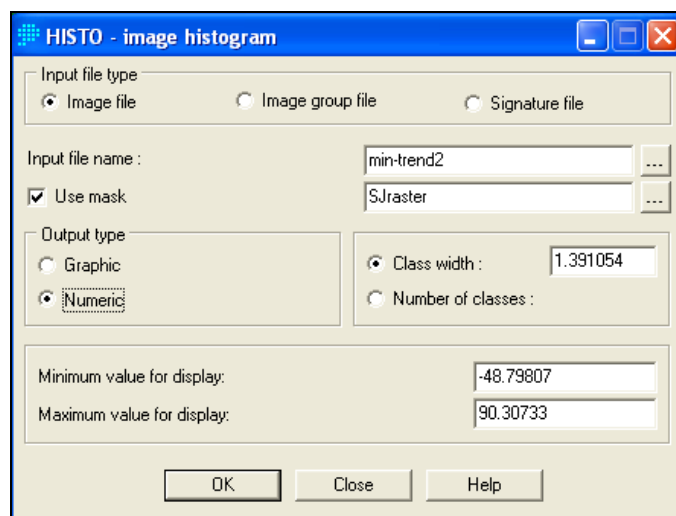 HISTO - image histogram
Input file type
Image file Image group file Signature file
Input file name : min-trend2 ...
Use mask SJraster ...
Output type
Graphic Class width : 1.391054
Numeric Number of classes :
Minimum value for display: -48.79807
Maximum value for display: 90.30733
OK Close Help